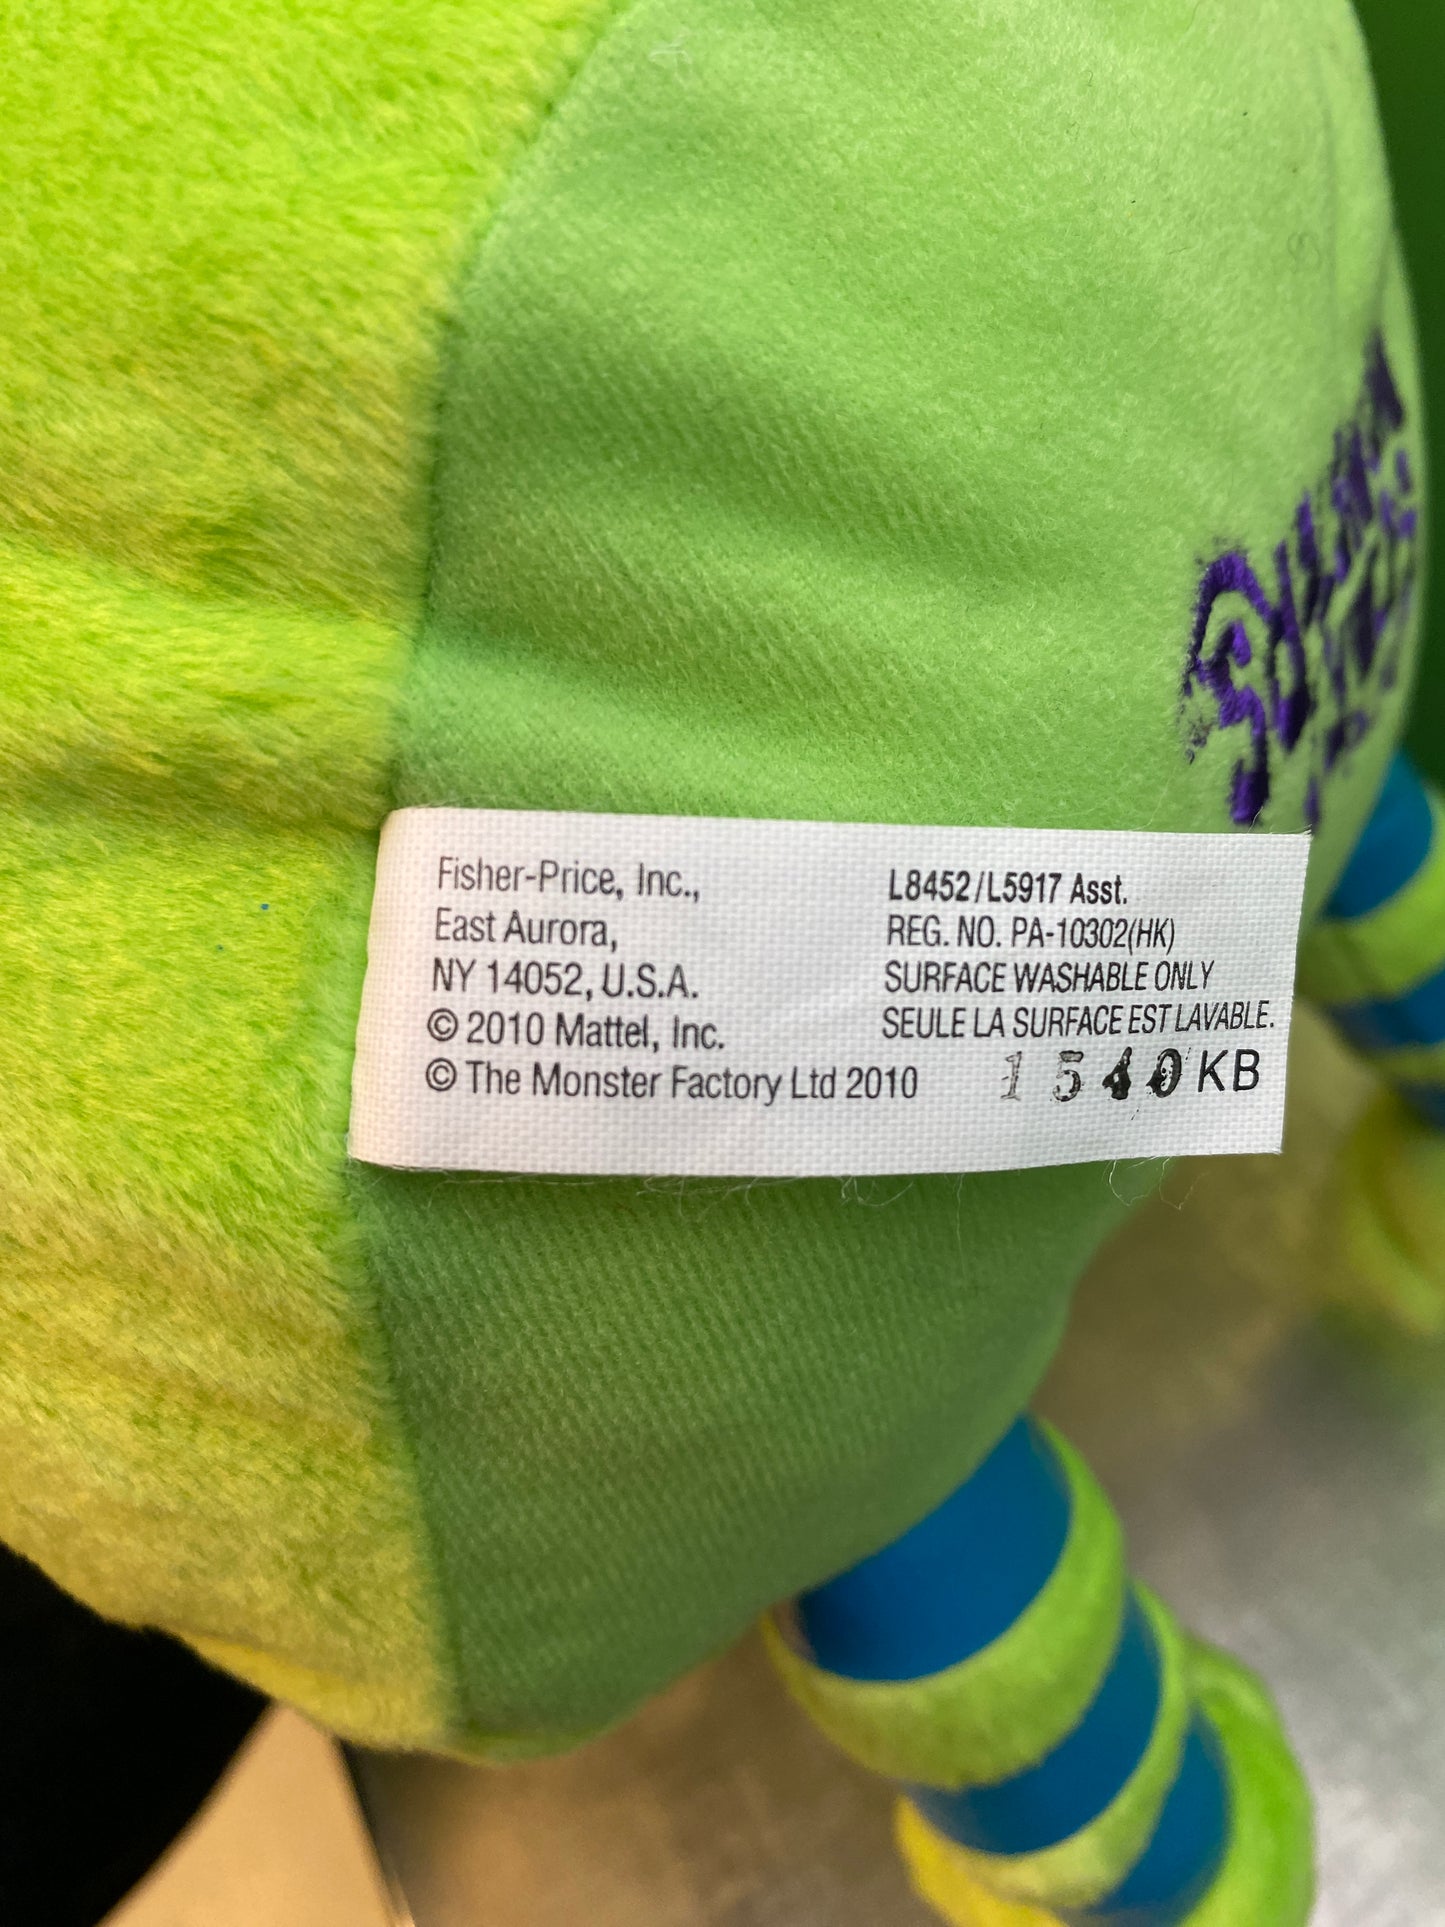 Fisher-Price, Inc.,
East Aurora,
NY 14052, U.S.A.
© 2010 Mattel, Inc.
© The Monster Factory Ltd 2010
L8452/L5917 Asst.
REG. NO. PA-10302(HK)
SURFACE WASHABLE ONLY
SEULE LA SURFACE EST LAVABLE.
1540KB